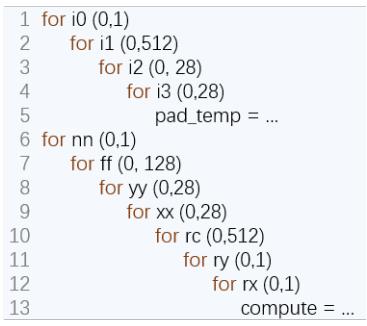 1 for i0 (0,1)
2 for i1 (0,512)
3 for i2 (0, 28)
4 for i3 (0,28)
5 pad_temp = ...
6 for nn (0,1)
7 for ff (0, 128)
8 for yy (0,28)
9 for xx (0,28)
10 for rc (0,512)
11 for ry (0,1)
12 for rx (0,1)
13 compute = ...